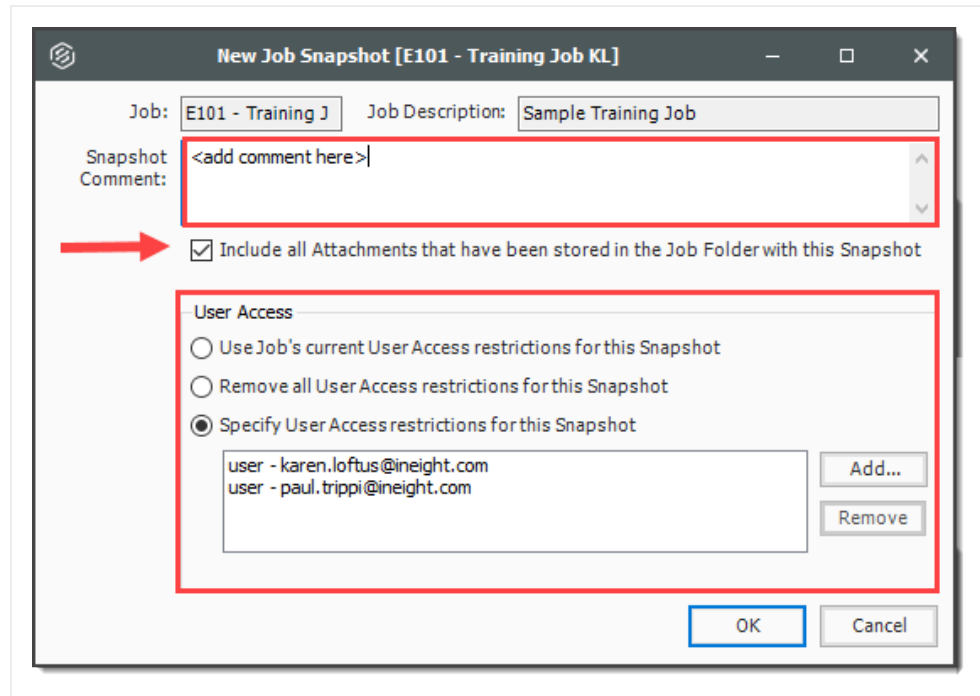 New Job Snapshot [E101 - Training Job KL]
Job: E101 - Training J Job Description: Sample Training Job
Snapshot Comment: <add comment here>
Include all Attachments that have been stored in the Job Folder with this Snapshot
User Access
Use Job's current User Access restrictions for this Snapshot
Remove all User Access restrictions for this Snapshot
Specify User Access restrictions for this Snapshot
user - karen.loftus@ineight.com
user - paul.trippi@ineight.com
Add...
Remove
OK Cancel